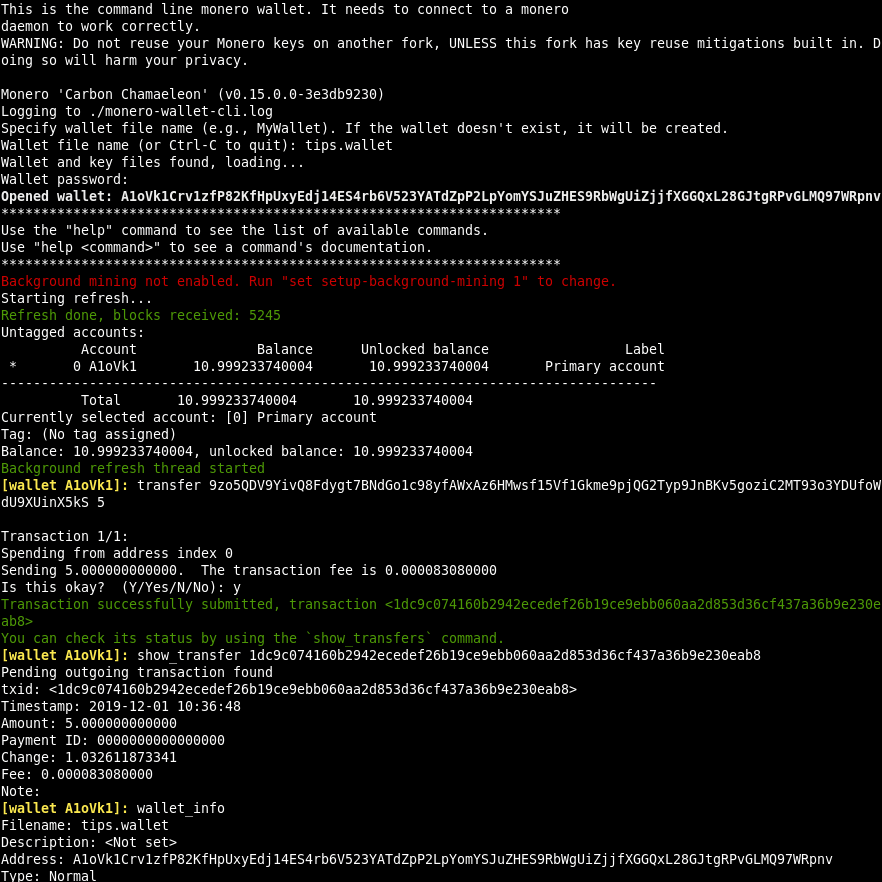 This is the command line monero wallet. It needs to connect to a monero
daemon to work correctly.
WARNING: Do not reuse your Monero keys on another fork, UNLESS this fork has key reuse mitigations built in. D
oing so will harm your privacy.
Monero 'Carbon Chamaeleon' (v0.15.0.0-3e3db9230)
Logging to ./monero-wallet-cli.log
Specify wallet file name (e.g., MyWallet). If the wallet doesn't exist, it will be created.
Wallet file name (or Ctrl-C to quit): tips.wallet
Wallet and key files found, loading...
Wallet password:
Opened wallet: A1oVk1Crv1zfP82KfHpUxyEdj14ES4rb6V523YATdZpP2LpYomYSJuZHES9RbWgUiZjjfXGGQxL28GJtgRPvGLMQ97WRpnv
**********************************************************************
Use the "help" command to see the list of available commands.
Use "help <command>" to see a command's documentation.
**********************************************************************
Background mining not enabled. Run "set setup-background-mining 1" to change.
Starting refresh...
Refresh done, blocks received: 5245
Untagged accounts:
          Account               Balance      Unlocked balance                 Label
 *       0 A1oVk1       10.999233740004       10.999233740004       Primary account
----------------------------------------------------------------------------------
          Total       10.999233740004       10.999233740004
Currently selected account: [0] Primary account
Tag: (No tag assigned)
Balance: 10.999233740004, unlocked balance: 10.999233740004
Background refresh thread started
[wallet A1oVk1]: transfer 9zo5QDV9YivQ8Fdygt7BNdGo1c98yfAWxAz6HMwsf15Vf1Gkme9pjQG2Typ9JnBKv5goziC2MT93o3YDUfoW
dU9XUinX5kS 5
Transaction 1/1:
Spending from address index 0
Sending 5.000000000000.  The transaction fee is 0.000083080000
Is this okay?  (Y/Yes/N/No): y
Transaction successfully submitted, transaction <1dc9c074160b2942ecedef26b19ce9ebb060aa2d853d36cf437a36b9e230e
ab8>
You can check its status by using the `show_transfers` command.
[wallet A1oVk1]: show_transfer 1dc9c074160b2942ecedef26b19ce9ebb060aa2d853d36cf437a36b9e230eab8
Pending outgoing transaction found
txid: <1dc9c074160b2942ecedef26b19ce9ebb060aa2d853d36cf437a36b9e230eab8>
Timestamp: 2019-12-01 10:36:48
Amount: 5.000000000000
Payment ID: 0000000000000000
Change: 1.032611873341
Fee: 0.000083080000
Note:
[wallet A1oVk1]: wallet_info
Filename: tips.wallet
Description: <Not set>
Address: A1oVk1Crv1zfP82KfHpUxyEdj14ES4rb6V523YATdZpP2LpYomYSJuZHES9RbWgUiZjjfXGGQxL28GJtgRPvGLMQ97WRpnv
Type: Normal